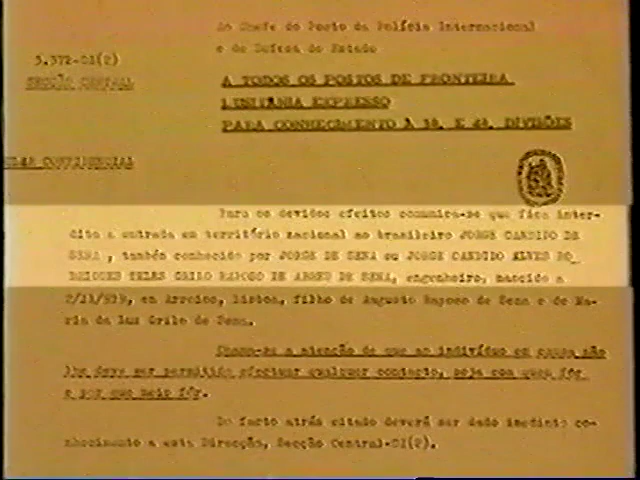 Ao Chefe do Posto da Polícia Internacional
e de Defesa do Estado
5.372-CI(2)
SECÇÃO CENTRAL
A TODOS OS POSTOS DE FRONTEIRA
LUSITÂNIA EXPRESSO
PARA CONHECIMENTO À 1ª. E 2ª. DIVISÕES
CONFIDENCIAL
Para os devidos efeitos comunica-se que fica inter-
dita a entrada em território nacional ao brasileiro JORGE CANDIDO DE
SENA, também conhecido por JORGE DE SENA ou JORGE CANDIDO ALVES RO_
DRIGUES TELES GRILO RAPOSO DE ABREU DE SENA, engenheiro, nascido a
2/11/919, em Arroios, Lisboa, filho de Augusto Raposo de Sena e de Ma-
ria da Luz Grilo de Sena.
Chama-se a atenção de que ao indivíduo em causa não
lhe deve ser permitido efectuar qualquer contacto, seja com quem fôr
e por que meio fôr.
Do facto atrás citado deverá ser dado imediato co-
nhecimento a esta Direcção, Secção Central-CI(2).